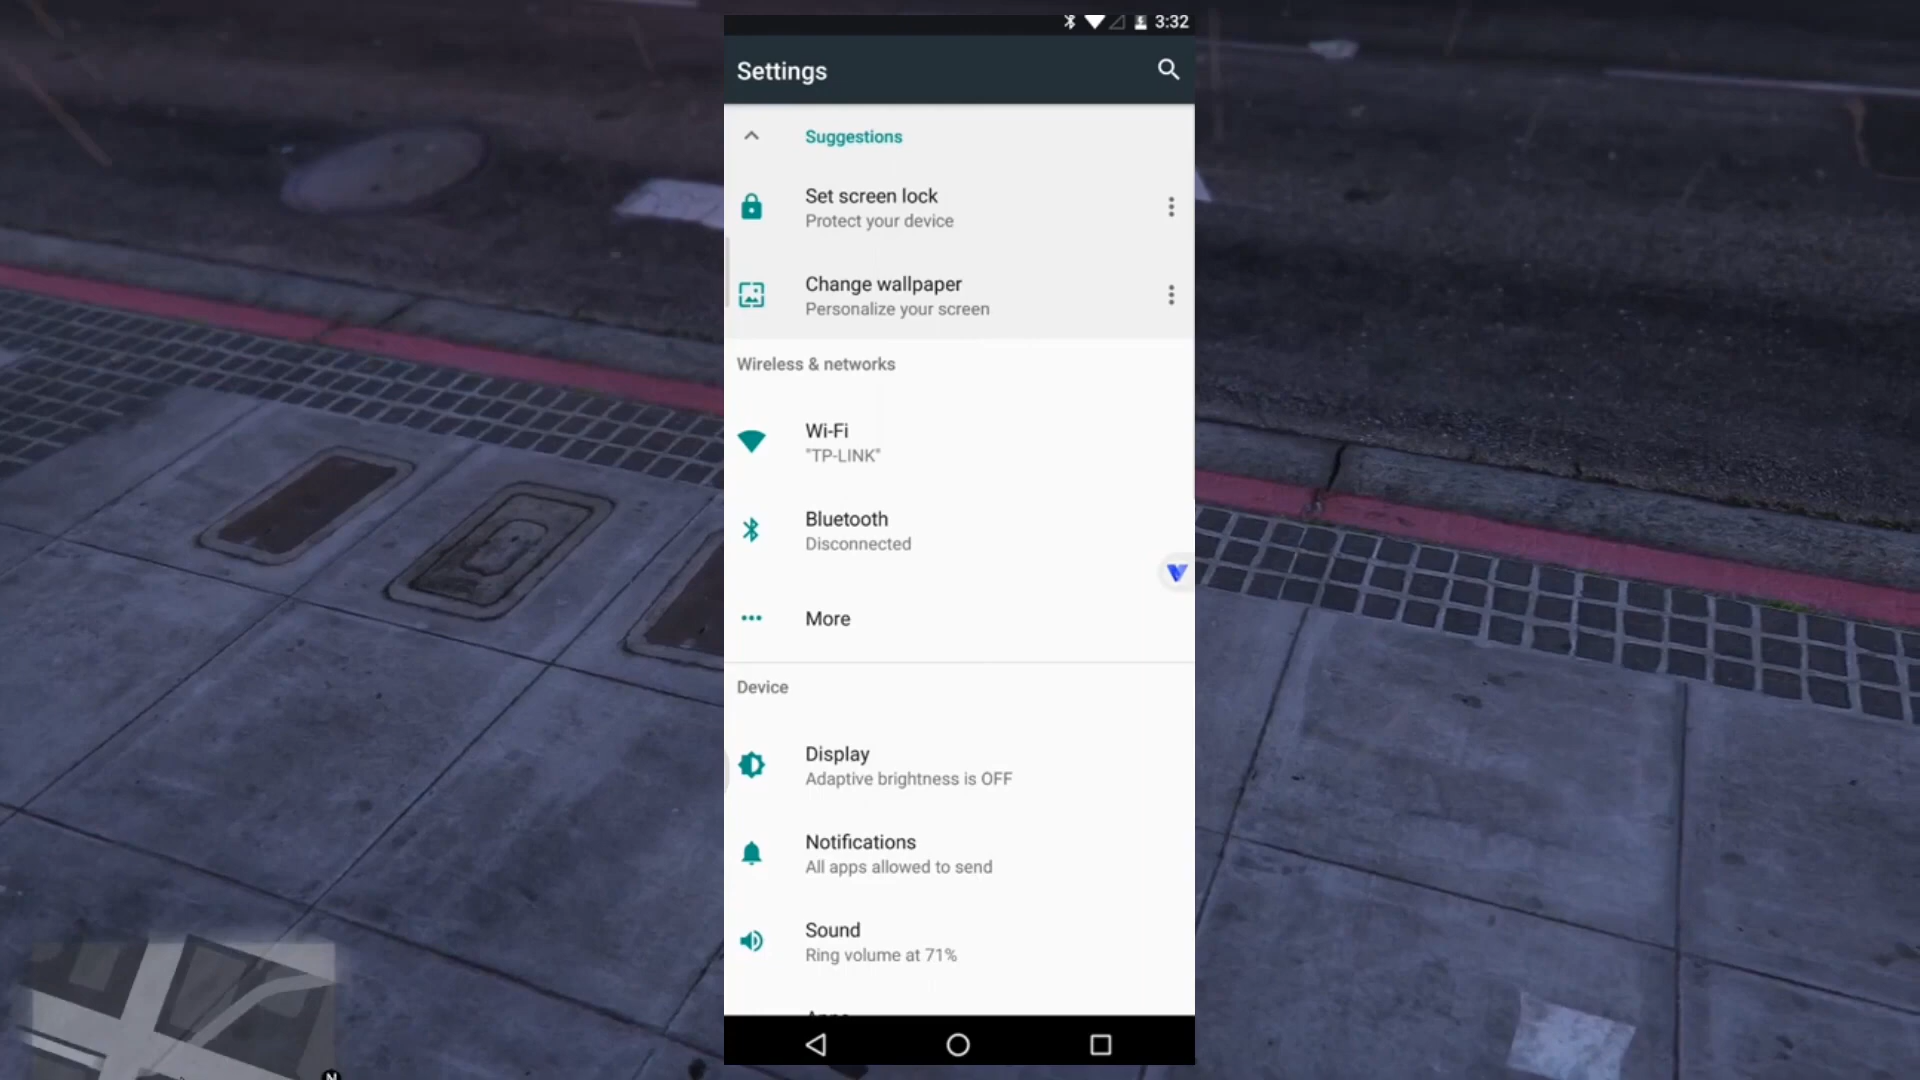 3:32
Settings
Suggestions
Set screen lock
Protect your device
Change wallpaper
Personalize your screen
Wireless & networks
Wi-Fi
"TP-LINK"
Bluetooth
Disconnected
More
Device
Display
Adaptive brightness is OFF
Notifications
All apps allowed to send
Sound
Ring volume at 71%
N